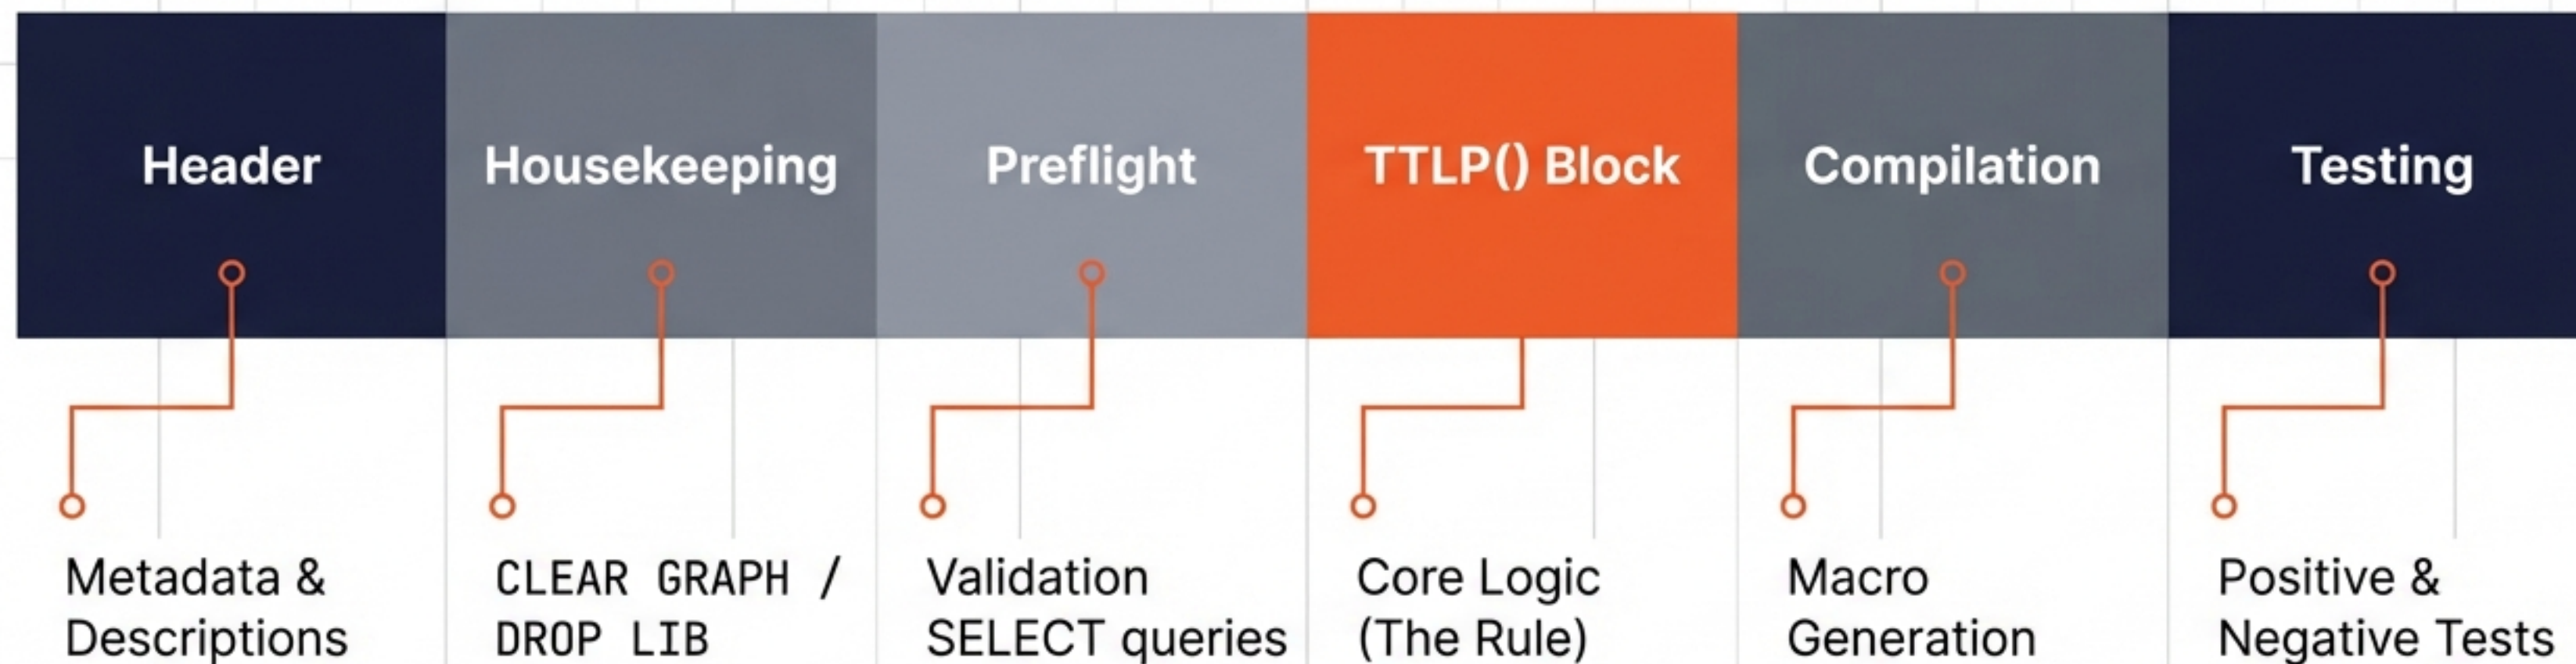 Header
Housekeeping
Preflight
TTLP() Block
Compilation
Testing
Metadata &
Descriptions
CLEAR GRAPH /
DROP LIB
Validation
SELECT queries
Core Logic
(The Rule)
Macro
Generation
Positive &
Negative Tests